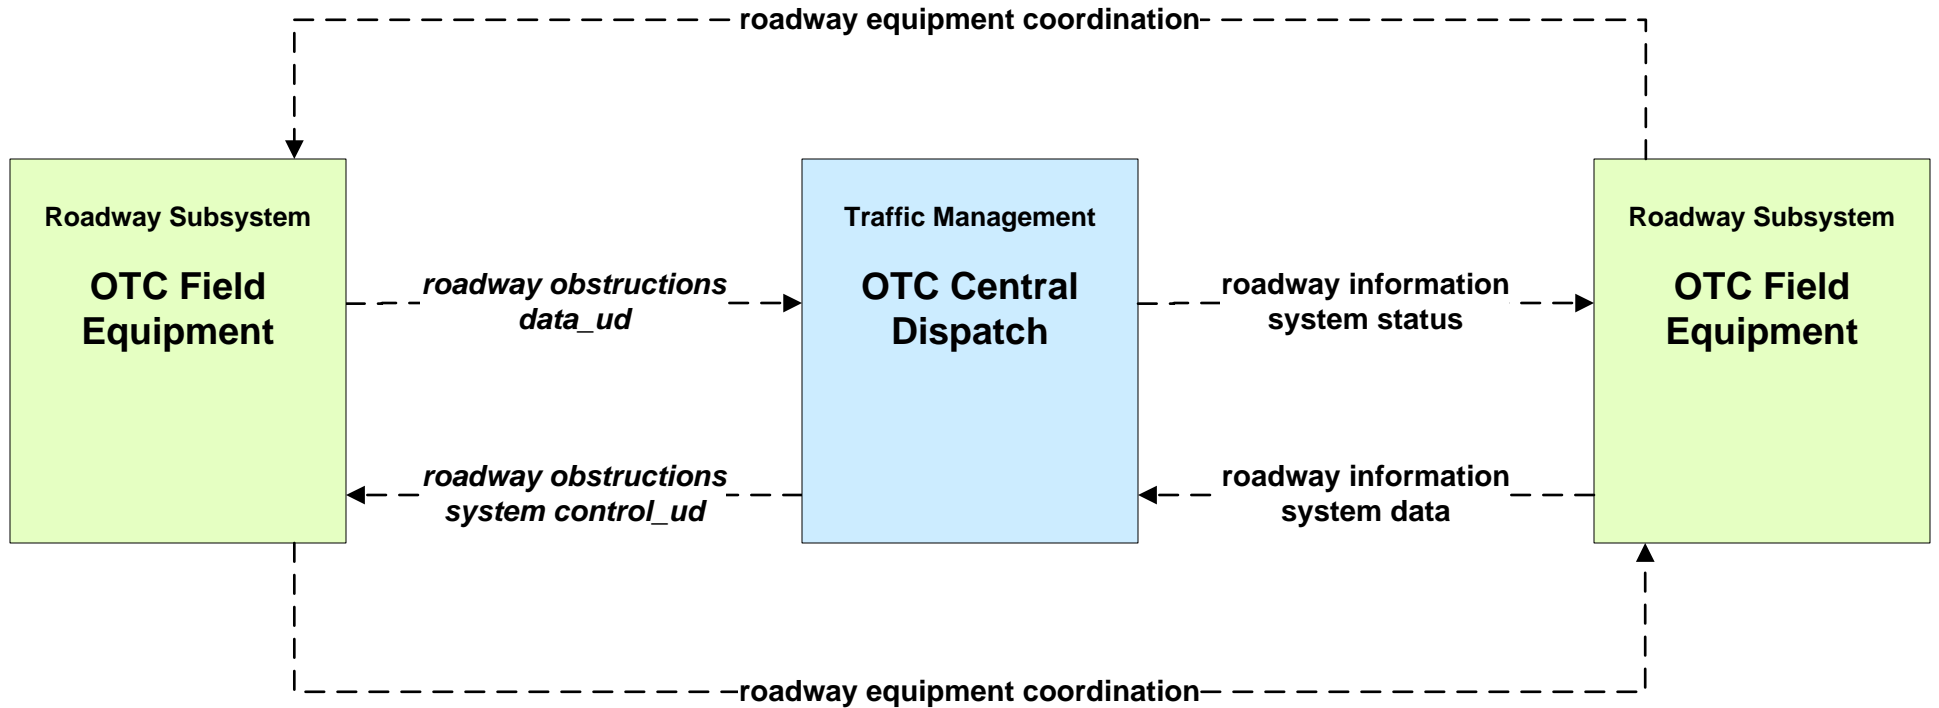 roadway equipment coordination
Roadway Subsystem
OTC Field
Equipment
roadway obstructions
data_ud
roadway obstructions
system control_ud
Traffic Management
OTC Central
Dispatch
roadway information
system status
roadway information
system data
Roadway Subsystem
OTC Field
Equipment
roadway equipment coordination